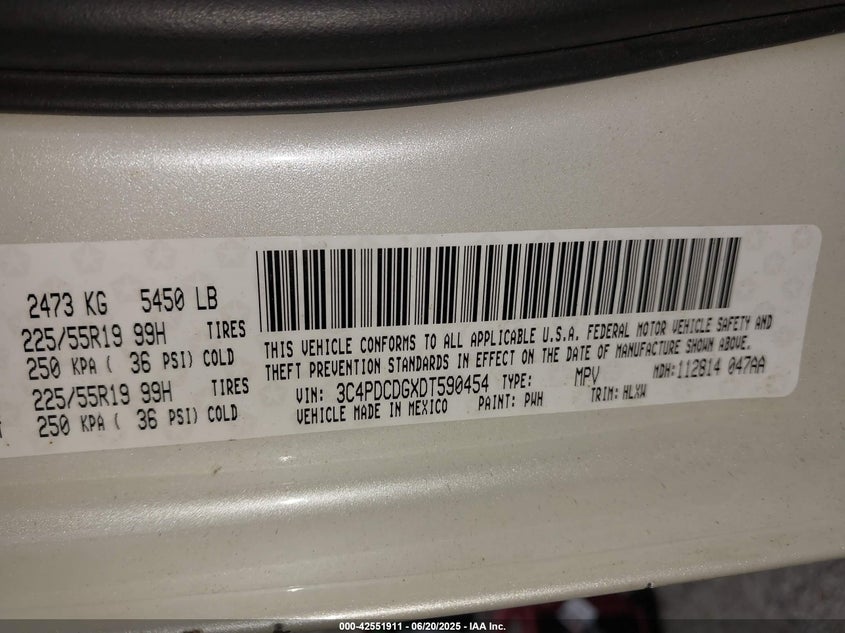 2473 KG 5450 LB
225/55R19 99H TIRES
250 KPA ( 36 PSI) COLD
225/55R19 99H TIRES
250 KPA ( 36 PSI) COLD
THIS VEHICLE CONFORMS TO ALL APPLICABLE U.S.A. FEDERAL MOTOR VEHICLE SAFETY AND
THEFT PREVENTION STANDARDS IN EFFECT ON THE DATE OF MANUFACTURE SHOWN ABOVE.
VIN: 3C4PDCDGXDT590454 TYPE: MPV MDH: 112814 047AA
VEHICLE MADE IN MEXICO PAINT: PWH TRIM: HLXW
000-42551911 - 06/20/2025 - IAA Inc.